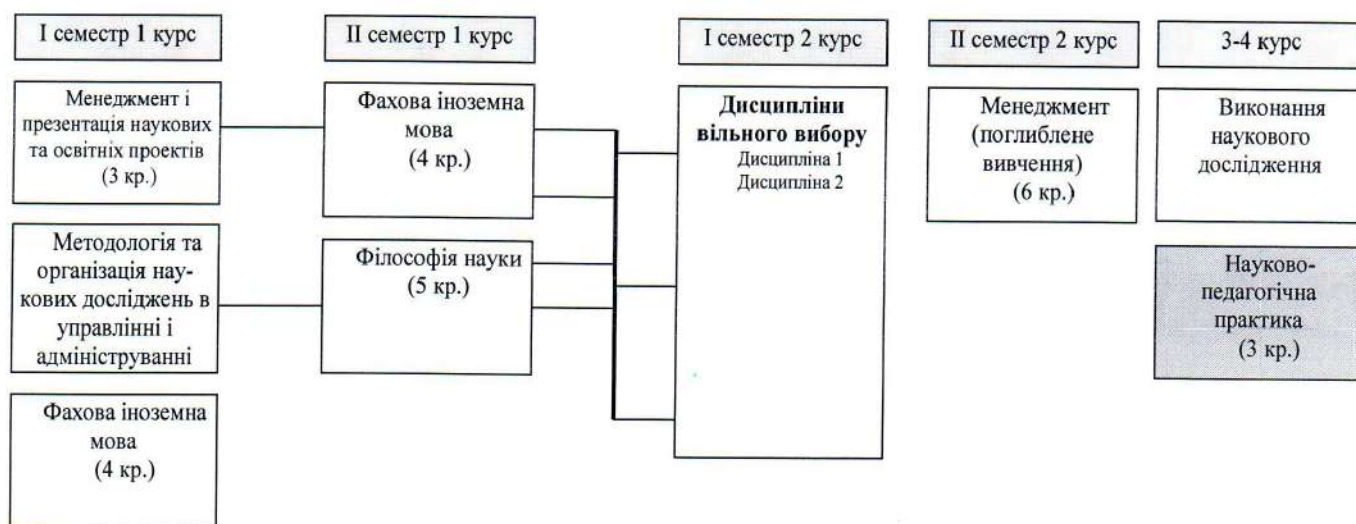 І семестр 1 курс
Менеджмент і
презентація наукових
та освітніх проектів
(3 кр.)
Методологія та
організація нау-
кових досліджень в
управлінні і
адмініструванні
Фахова іноземна
мова
(4 кр.)
ІІ семестр 1 курс
Фахова іноземна
мова
(4 кр.)
Філософія науки
(5 кр.)
І семестр 2 курс
Дисципліни
вільного вибору
Дисципліна 1
Дисципліна 2
ІІ семестр 2 курс
Менеджмент
(поглиблене
вивчення)
(6 кр.)
3-4 курс
Виконання
наукового
дослідження
Науково-
педагогічна
практика
(3 кр.)